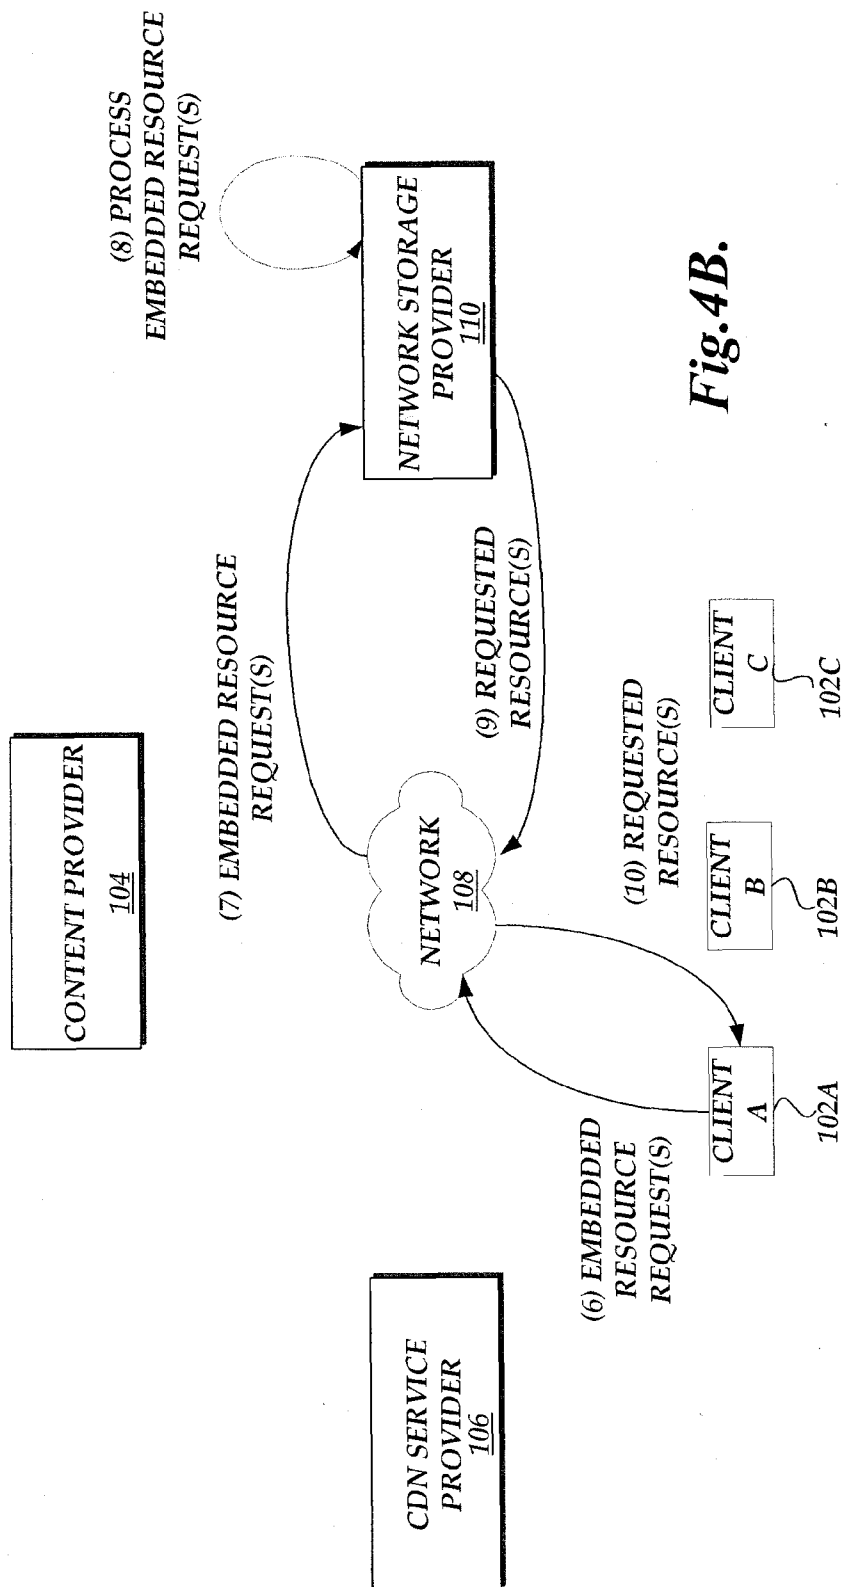 (8) PROCESS
EMBEDDED RESOURCE
REQUEST(S)
CONTENT PROVIDER
104
(7) EMBEDDED RESOURCE
REQUEST(S)
NETWORK STORAGE
PROVIDER
110
NETWORK
108
(9) REQUESTED
RESOURCE(S)
CDN SERVICE
PROVIDER
106
(6) EMBEDDED
RESOURCE
REQUEST(S)
(10) REQUESTED
RESOURCE(S)
CLIENT
A
102A
CLIENT
B
102B
CLIENT
C
102C
Fig.4B.